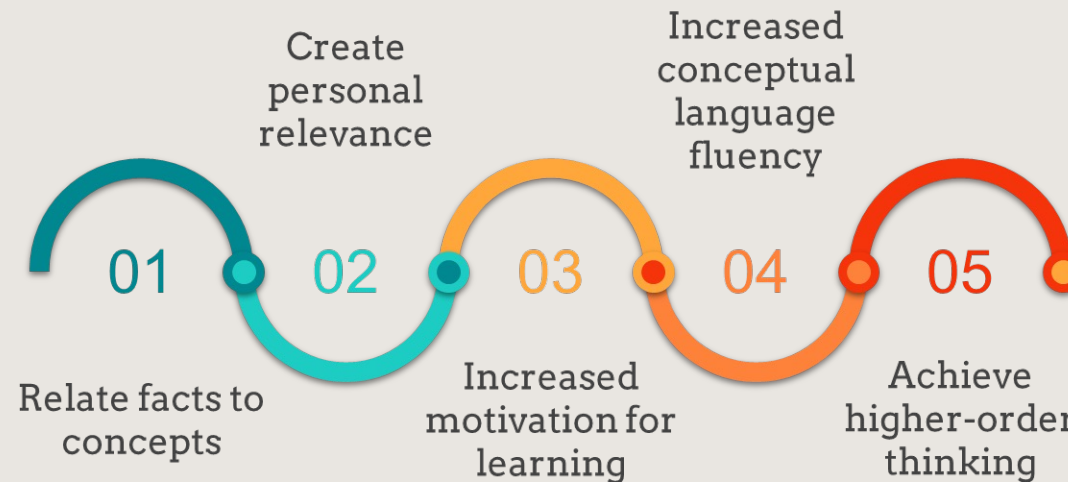 01
Relate facts to
concepts
02
Create
personal
relevance
03
Increased
motivation for
learning
04
Increased
conceptual
language
fluency
05
Achieve
higher-order
thinking